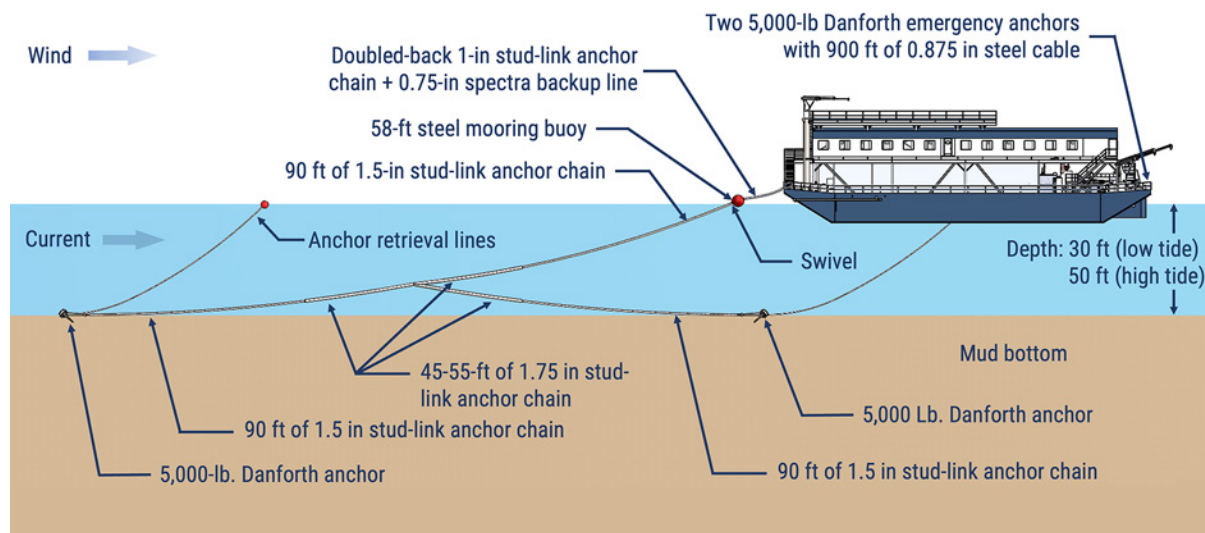 Wind
Doubled-back 1-in stud-link anchor
chain + 0.75-in spectra backup line
Two 5,000-lb Danforth emergency anchors
with 900 ft of 0.875 in steel cable
58-ft steel mooring buoy
90 ft of 1.5-in stud-link anchor chain
Current
Anchor retrieval lines
Swivel
Depth: 30 ft (low tide)
50 ft (high tide)
Mud bottom
45-55-ft of 1.75 in stud-
link anchor chain
5,000 Lb. Danforth anchor
90 ft of 1.5 in stud-link anchor chain
5,000-lb. Danforth anchor
90 ft of 1.5 in stud-link anchor chain